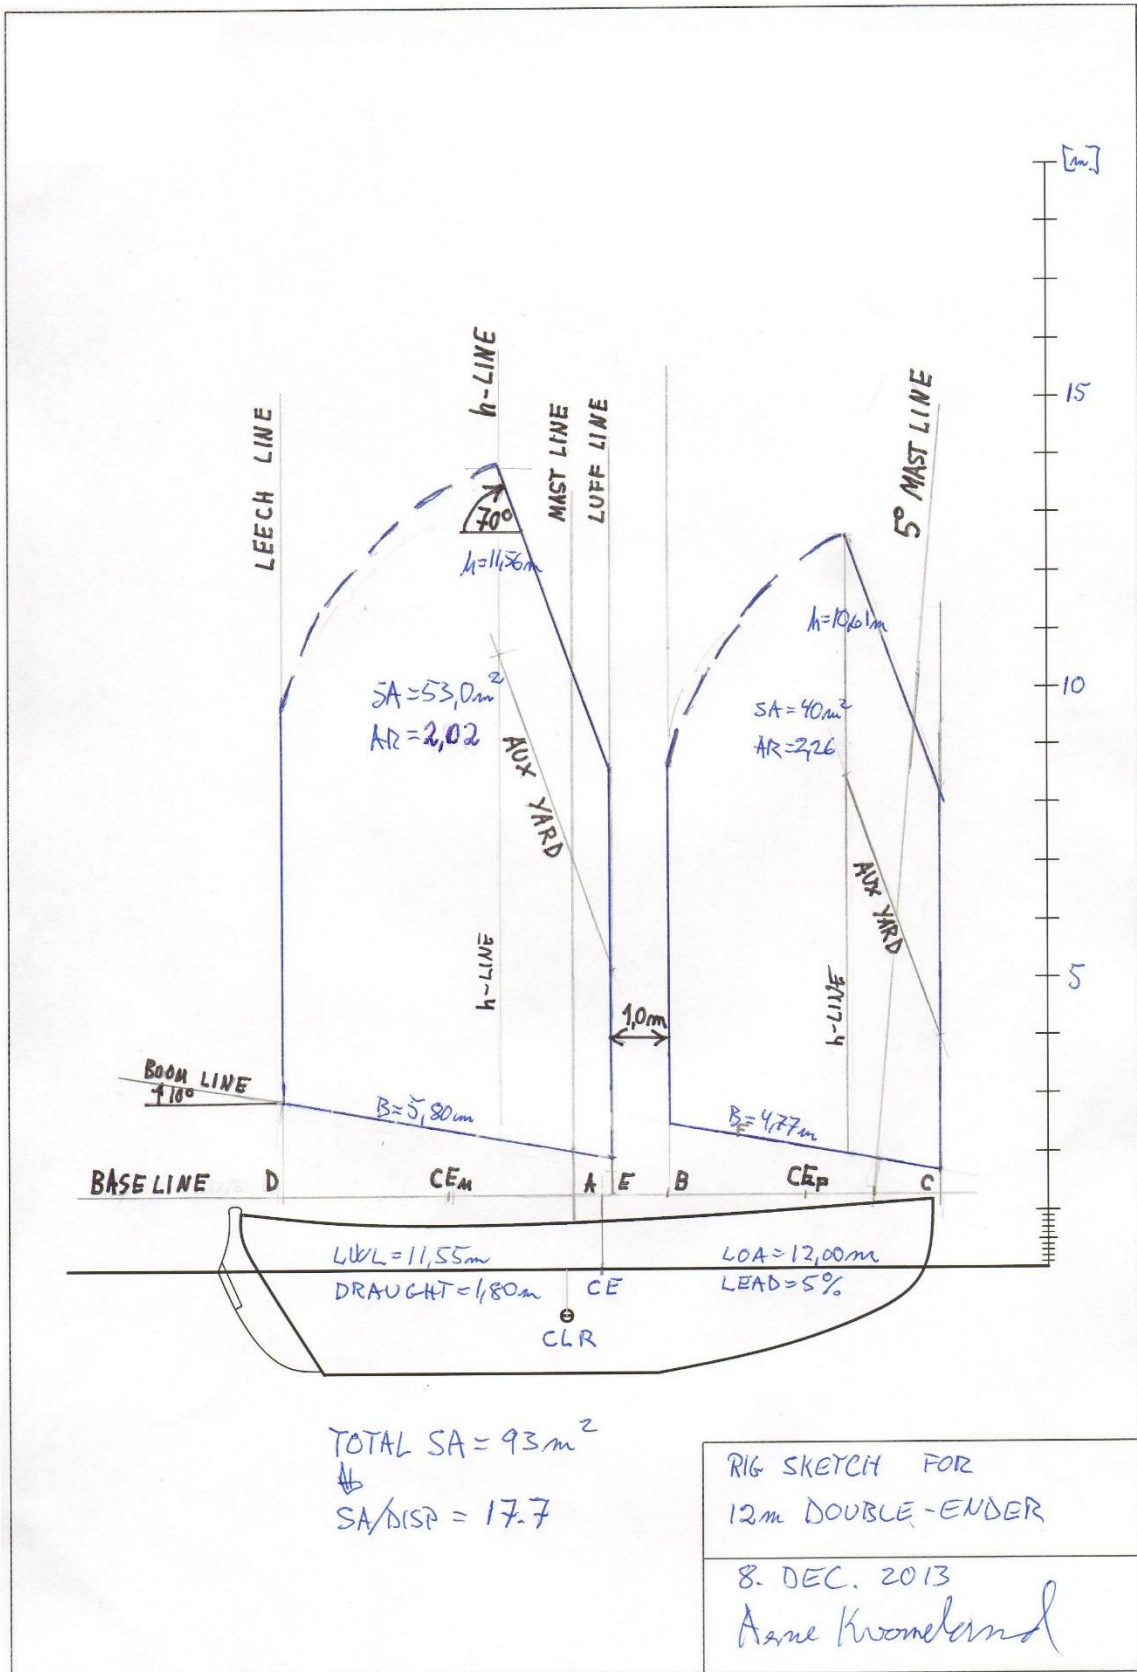 [m]
15
10
5
LEECH LINE
h-LINE
MAST LINE
LUFF LINE
5° MAST LINE
70°
h=11,56m
h=10,61m
SA=53,0m²
AR=2,02
SA=40m²
AR=2,26
AUX YARD
AUX YARD
h-LINE
h-LINE
1,0m
BOOM LINE
10°
B=5,80m
B=4,77m
BASELINE
D
CEM
A
E
B
CEF
C
LWL=11,55m
DRAUGHT=1,80m
CE
LOA=12,00m
LEAD=5%
CLR
TOTAL SA=93m²
SA/DISP = 17.7
RIG SKETCH FOR
12m DOUBLE-ENDER
8. DEC. 2013
Arne Kverneland